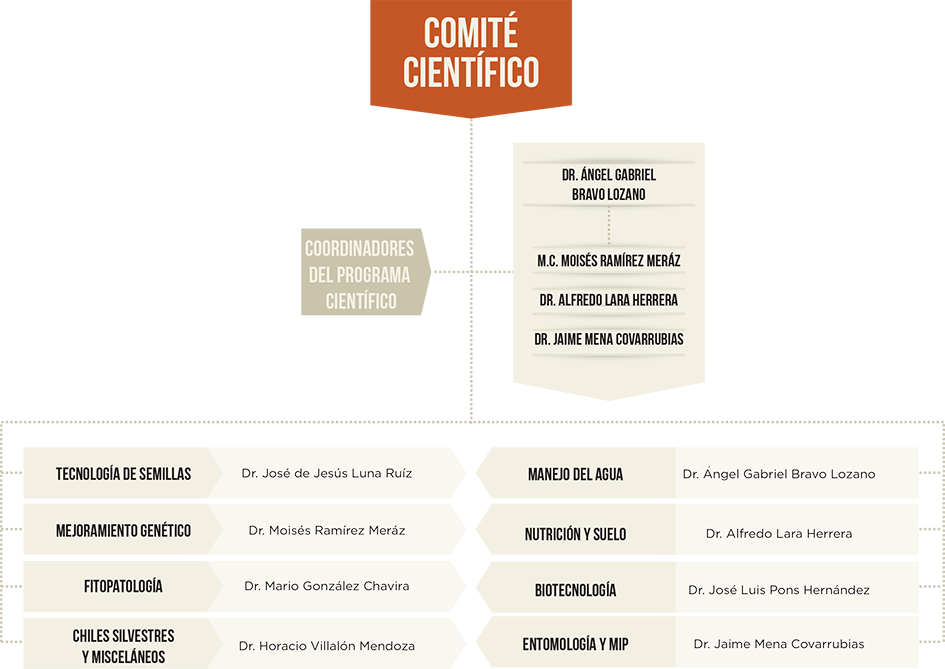 COMITÉ
CIENTÍFICO
DR. ÁNGEL GABRIEL
BRAVO LOZANO
COORDINADORES
DEL PROGRAMA
CIENTÍFICO
M.C. MOISÉS RAMÍREZ MERÁZ
DR. ALFREDO LARA HERRERA
DR. JAIME MENA COVARRUBIAS
TECNOLOGÍA DE SEMILLAS
Dr. José de Jesús Luna Ruíz
MANEJO DEL AGUA
Dr. Ángel Gabriel Bravo Lozano
MEJORAMIENTO GENÉTICO
Dr. Moisés Ramírez Meráz
NUTRICIÓN Y SUELO
Dr. Alfredo Lara Herrera
FITOPATOLOGÍA
Dr. Mario González Chavira
BIOTECNOLOGÍA
Dr. José Luis Pons Hernández
CHILES SILVESTRES
Y MISCELÁNEOS
Dr. Horacio Villalón Mendoza
ENTOMOLOGÍA Y MIP
Dr. Jaime Mena Covarrubias